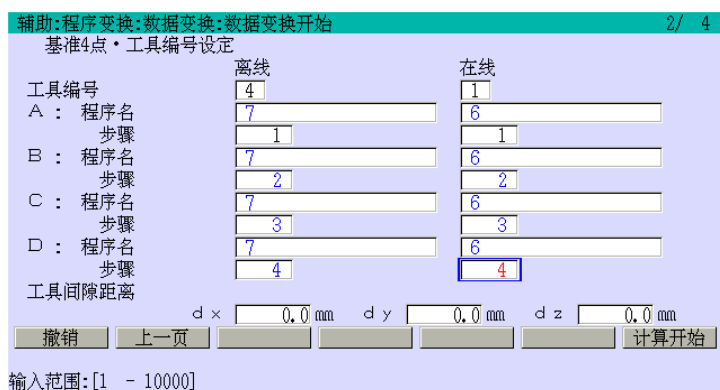 辅助:程序变换:数据变换:数据变换开始 2/ 4
基准4点・工具编号设定
离线 在线
工具编号 4 1
A : 程序名 7 6
步骤 1 1
B : 程序名 7 6
步骤 2 2
C : 程序名 7 6
步骤 3 3
D : 程序名 7 6
步骤 4 4
工具间隙距离
dx 0.0 mm dy 0.0 mm dz 0.0 mm
撤销 上一页 计算开始
输入范围:[1 - 10000]